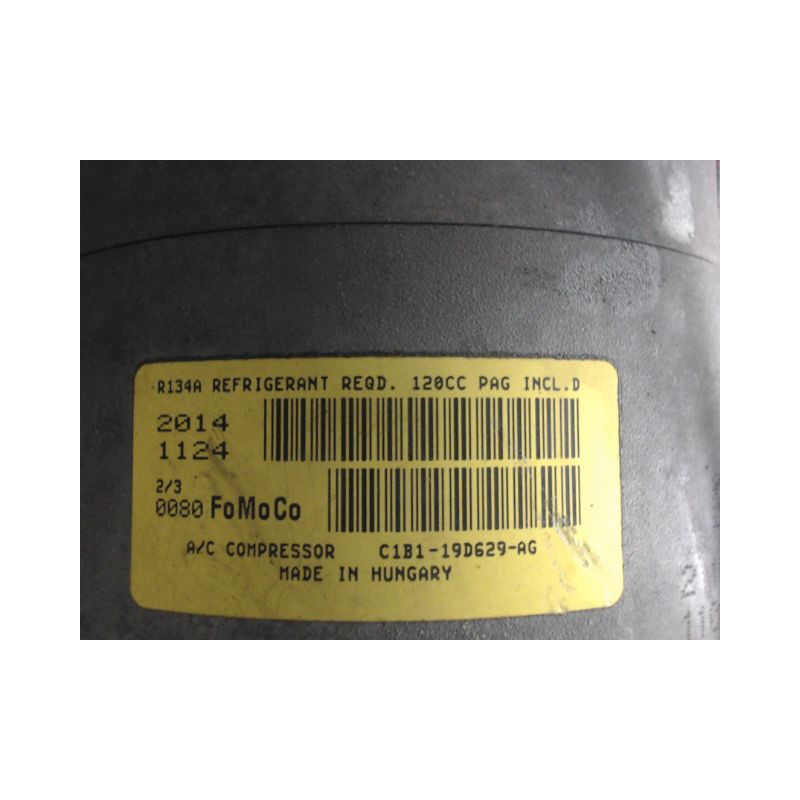 R134A REFRIGERANT REQD. 120CC PAG INCL.D
2014
1124
2/3
0080 FoMoCo
A/C COMPRESSOR C1B1-19D629-AG
MADE IN HUNGARY